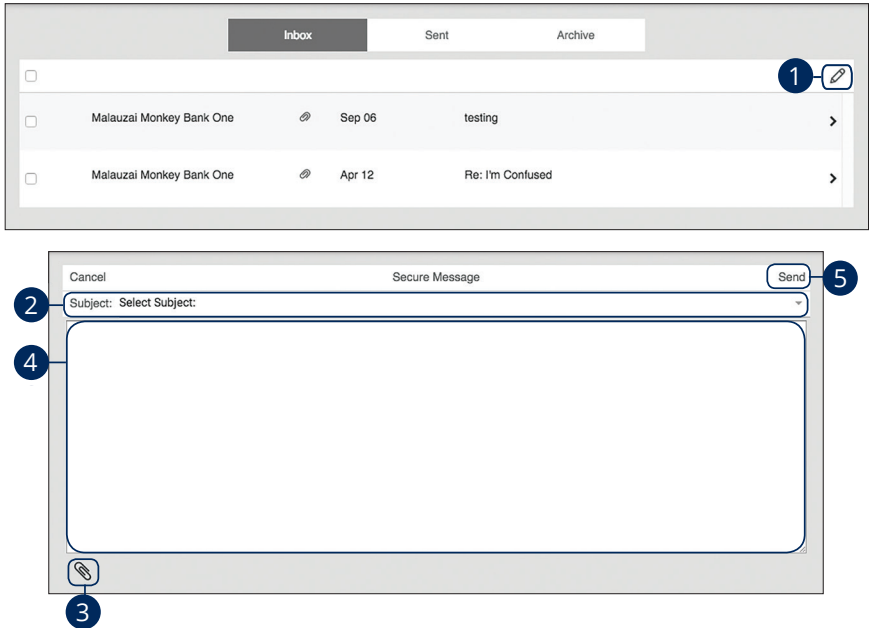 Inbox Sent Archive
1
Malauzai Monkey Bank One Sep 06 testing
Malauzai Monkey Bank One Apr 12 Re: I'm Confused
Cancel Secure Message Send 5
2 Subject: Select Subject:
4
3